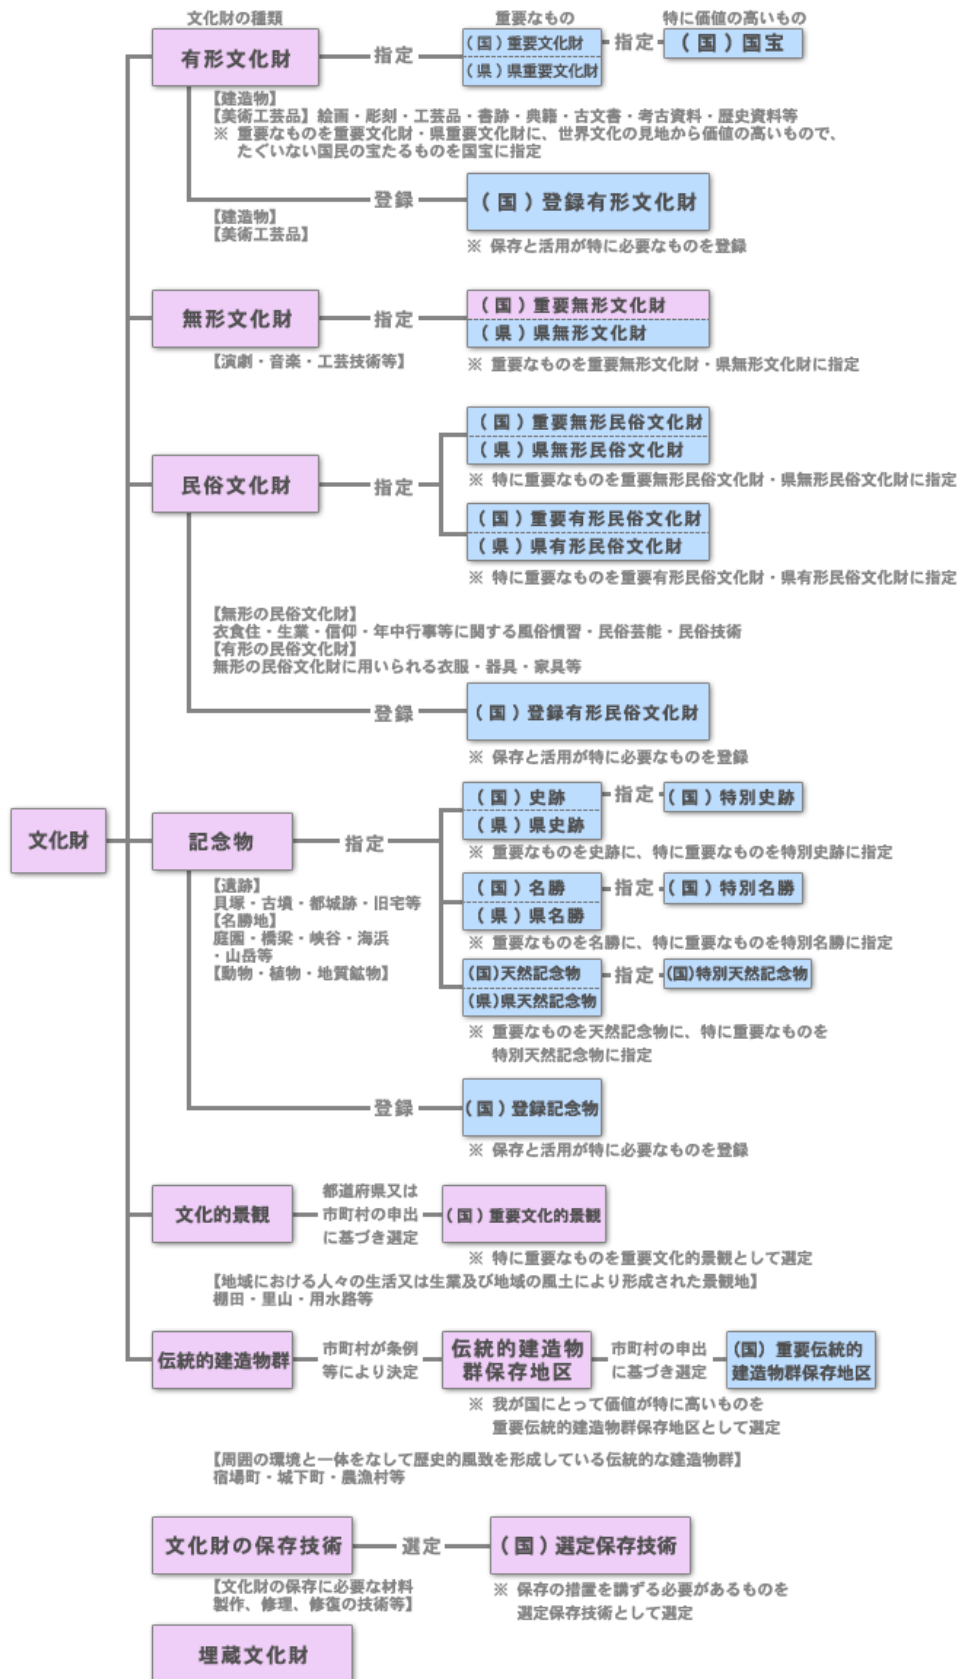 文化財の種類
重要なもの
特に価値の高いもの
有形文化財
指定
(国)重要文化財
(県)県重要文化財
指定
(国)国宝
【建造物】
【美術工芸品】絵画・彫刻・工芸品・書跡・典籍・古文書・考古資料・歴史資料等
※ 重要なものを重要文化財・県重要文化財に、世界文化の見地から価値の高いもので、
たぐいない国民の宝たるものを国宝に指定
登録
(国)登録有形文化財
【建造物】
【美術工芸品】
※ 保存と活用が特に必要なものを登録
無形文化財
指定
(国)重要無形文化財
(県)県無形文化財
【演劇・音楽・工芸技術等】
※ 重要なものを重要無形文化財・県無形文化財に指定
民俗文化財
指定
(国)重要無形民俗文化財
(県)県無形民俗文化財
※ 特に重要なものを重要無形民俗文化財・県無形民俗文化財に指定
(国)重要有形民俗文化財
(県)県有形民俗文化財
※ 特に重要なものを重要有形民俗文化財・県有形民俗文化財に指定
【無形の民俗文化財】
衣食住・生業・信仰・年中行事等に関する風俗慣習・民俗芸能・民俗技術
【有形の民俗文化財】
無形の民俗文化財に用いられる衣服・器具・家具等
登録
(国)登録有形民俗文化財
※ 保存と活用が特に必要なものを登録
文化財
記念物
指定
(国)史跡
(県)県史跡
指定
(国)特別史跡
※ 重要なものを史跡に、特に重要なものを特別史跡に指定
【遺跡】
貝塚・古墳・都城跡・旧宅等
【名勝地】
庭園・橋梁・峡谷・海浜
・山岳等
【動物・植物・地質鉱物】
(国)名勝
(県)県名勝
指定
(国)特別名勝
※ 重要なものを名勝に、特に重要なものを特別名勝に指定
(国)天然記念物
(県)県天然記念物
指定
(国)特別天然記念物
※ 重要なものを天然記念物に、特に重要なものを
特別天然記念物に指定
登録
(国)登録記念物
※ 保存と活用が特に必要なものを登録
文化的景観
都道府県又は
市町村の申出
に基づき選定
(国)重要文化的景観
※ 特に重要なものを重要文化的景観として選定
【地域における人々の生活又は生業及び地域の風土により形成された景観地】
棚田・里山・用水路等
伝統的建造物群
市町村が条例
等により決定
伝統的建造物
群保存地区
市町村の申出
に基づき選定
(国)重要伝統的
建造物群保存地区
※ 我が国にとって価値が特に高いものを
重要伝統的建造物群保存地区として選定
【周囲の環境と一体をなして歴史的風致を形成している伝統的な建造物群】
宿場町・城下町・農漁村等
文化財の保存技術
選定
(国)選定保存技術
【文化財の保存に必要な材料
製作、修理、修復の技術等】
※ 保存の措置を講ずる必要があるものを
選定保存技術として選定
埋蔵文化財